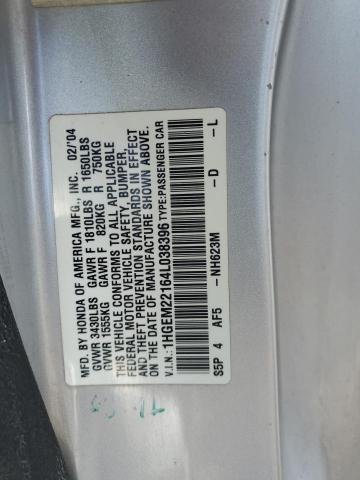 MFD. BY HONDA OF AMERICA MFG., INC. 02/'04
GVWR 3430LBS GAWR F 1810LBS R 1650LBS
GVWR 1555KG GAWR F 820KG R 750KG
THIS VEHICLE CONFORMS TO ALL APPLICABLE
FEDERAL MOTOR VEHICLE SAFETY, BUMPER,
AND THEFT PREVENTION STANDARDS IN EFFECT
ON THE DATE OF MANUFACTURE SHOWN ABOVE.
V.I.N.: 1HGEM22164L038396 TYPE: PASSENGER CAR
S5P 4 AF5 -NH623M -D -L